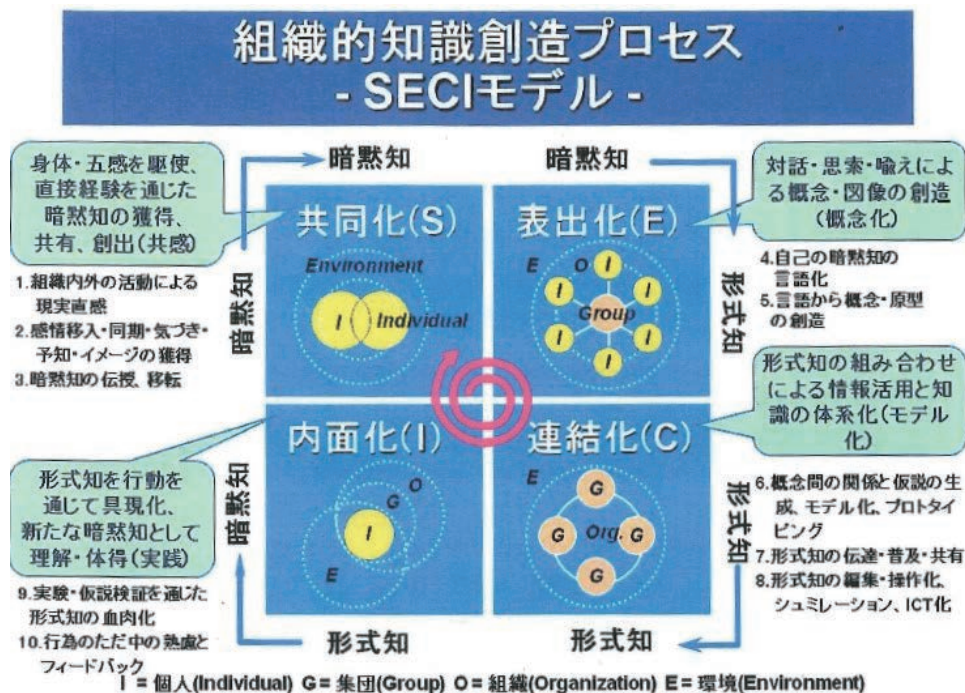 組織的知識創造プロセス
- SECIモデル -
身体・五感を駆使、
直接経験を通じた
暗黙知の獲得、
共有、創出(共感)
1.組織内外の活動による
現実直感
2.感情移入・同期・気づき・
予知・イメージの獲得
3.暗黙知の伝授、移転
暗黙知
暗黙知
共同化(S)
Environment
I
Individual
暗黙知
表出化(E)
E
O
I
I
I
Group
I
I
I
形式知
対話・思索・喩えによ
る概念・図像の創造
(概念化)
4.自己の暗黙知の
言語化
5.言語から概念・原型
の創造
形式知を行動を
通じて具現化、
新たな暗黙知として
理解・体得(実践)
9.実験・仮説検証を通じた
形式知の血肉化
10.行為のただ中の熟慮と
フィードバック
暗黙知
内面化(I)
O
G
I
E
形式知
連結化(C)
E
G
G
Org.
G
G
形式知
形式知
形式知の組み合わせ
による情報活用と知
識の体系化(モデル
化)
6.概念間の関係と仮説の生
成、モデル化、プロトタイ
ピング
7.形式知の伝達・普及・共有
8.形式知の編集・操作化、
シュミレーション、ICT化
I = 個人(Individual) G = 集団(Group) O = 組織(Organization) E = 環境(Environment)